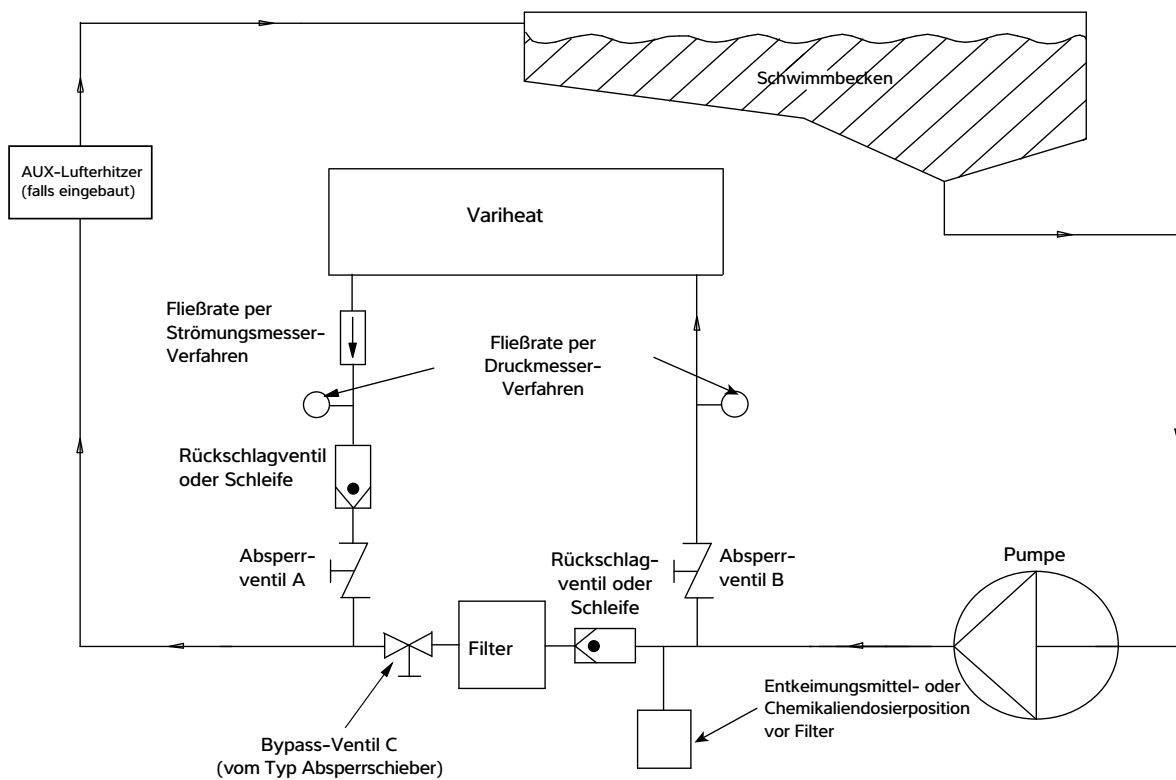 Schwimmbecken
AUX-Lufterhitzer
(falls eingebaut)
Variheat
Fließrate per
Strömungsmesser-
Verfahren
Fließrate per
Druckmesser-
Verfahren
Rückschlagventil
oder Schleife
Absperr-
ventil A
Rückschlag-
ventil oder
Schleife
Absperr-
ventil B
Pumpe
Filter
Entkeimungsmittel- oder
Chemikaliendosierposition
vor Filter
Bypass-Ventil C
(vom Typ Absperrschieber)